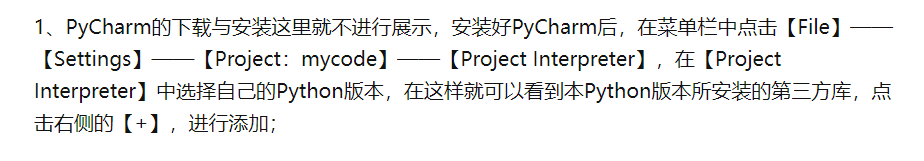 1、PyCharm的下载与安装这里就不进行展示，安装好PyCharm后，在菜单栏中点击【File】——
【Settings】——【Project：mycode】——【Project Interpreter】，在【Project
Interpreter】中选择自己的Python版本，在这样就可以看到本Python版本所安装的第三方库，点
击右侧的【+】，进行添加；